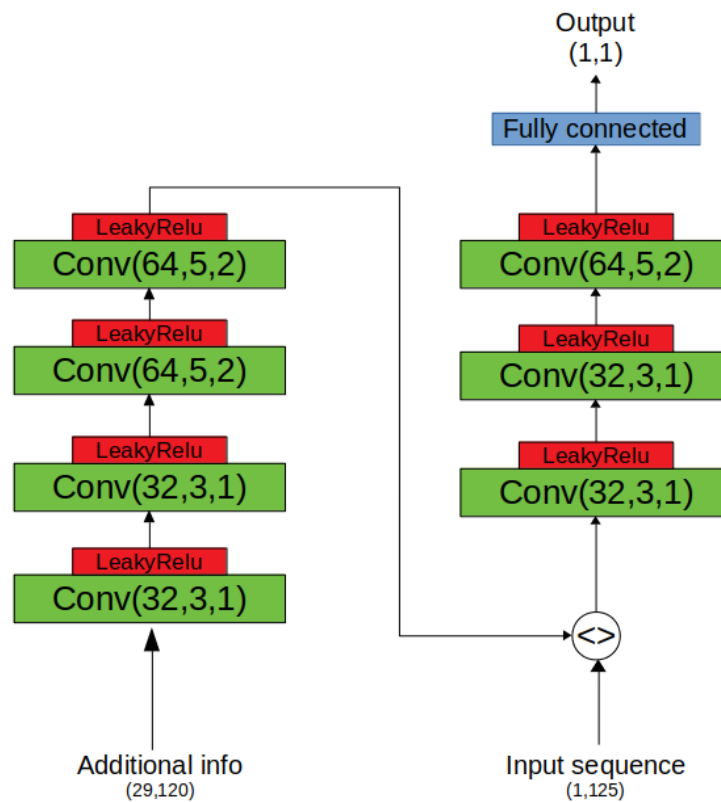 Output
(1,1)
Fully connected
LeakyRelu
Conv(64,5,2)
LeakyRelu
Conv(64,5,2)
LeakyRelu
Conv(32,3,1)
LeakyRelu
Conv(32,3,1)
Additional info
(29,120)
LeakyRelu
Conv(64,5,2)
LeakyRelu
Conv(32,3,1)
LeakyRelu
Conv(32,3,1)
<>
Input sequence
(1,125)